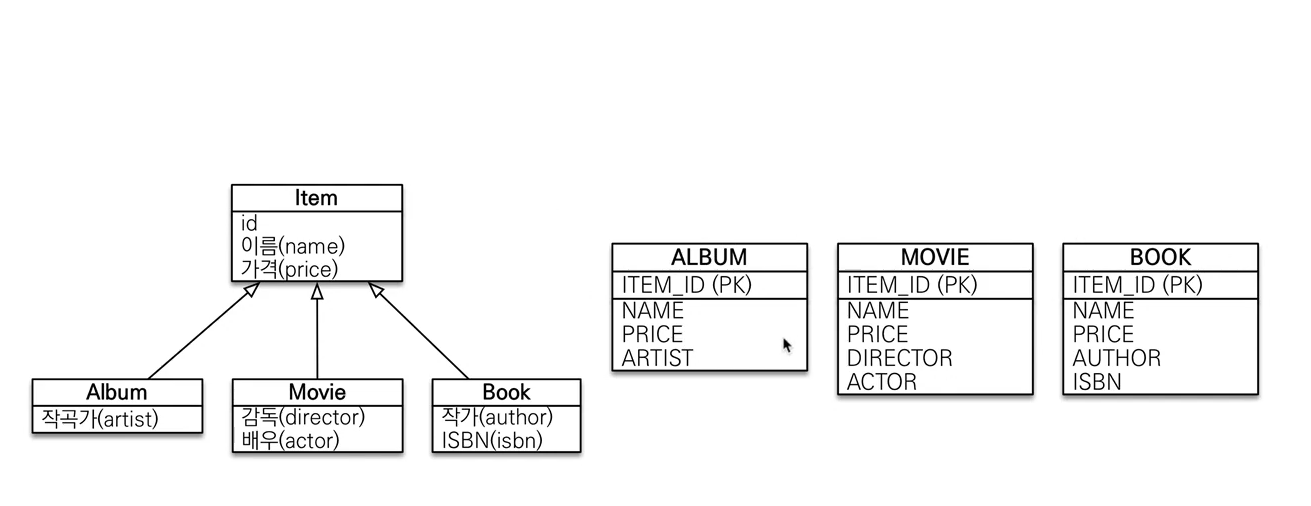 Item
id
이름(name)
가격(price)
Album
작곡가(artist)
Movie
감독(director)
배우(actor)
Book
작가(author)
ISBN(isbn)
ALBUM
ITEM_ID (PK)
NAME
PRICE
ARTIST
MOVIE
ITEM_ID (PK)
NAME
PRICE
DIRECTOR
ACTOR
BOOK
ITEM_ID (PK)
NAME
PRICE
AUTHOR
ISBN